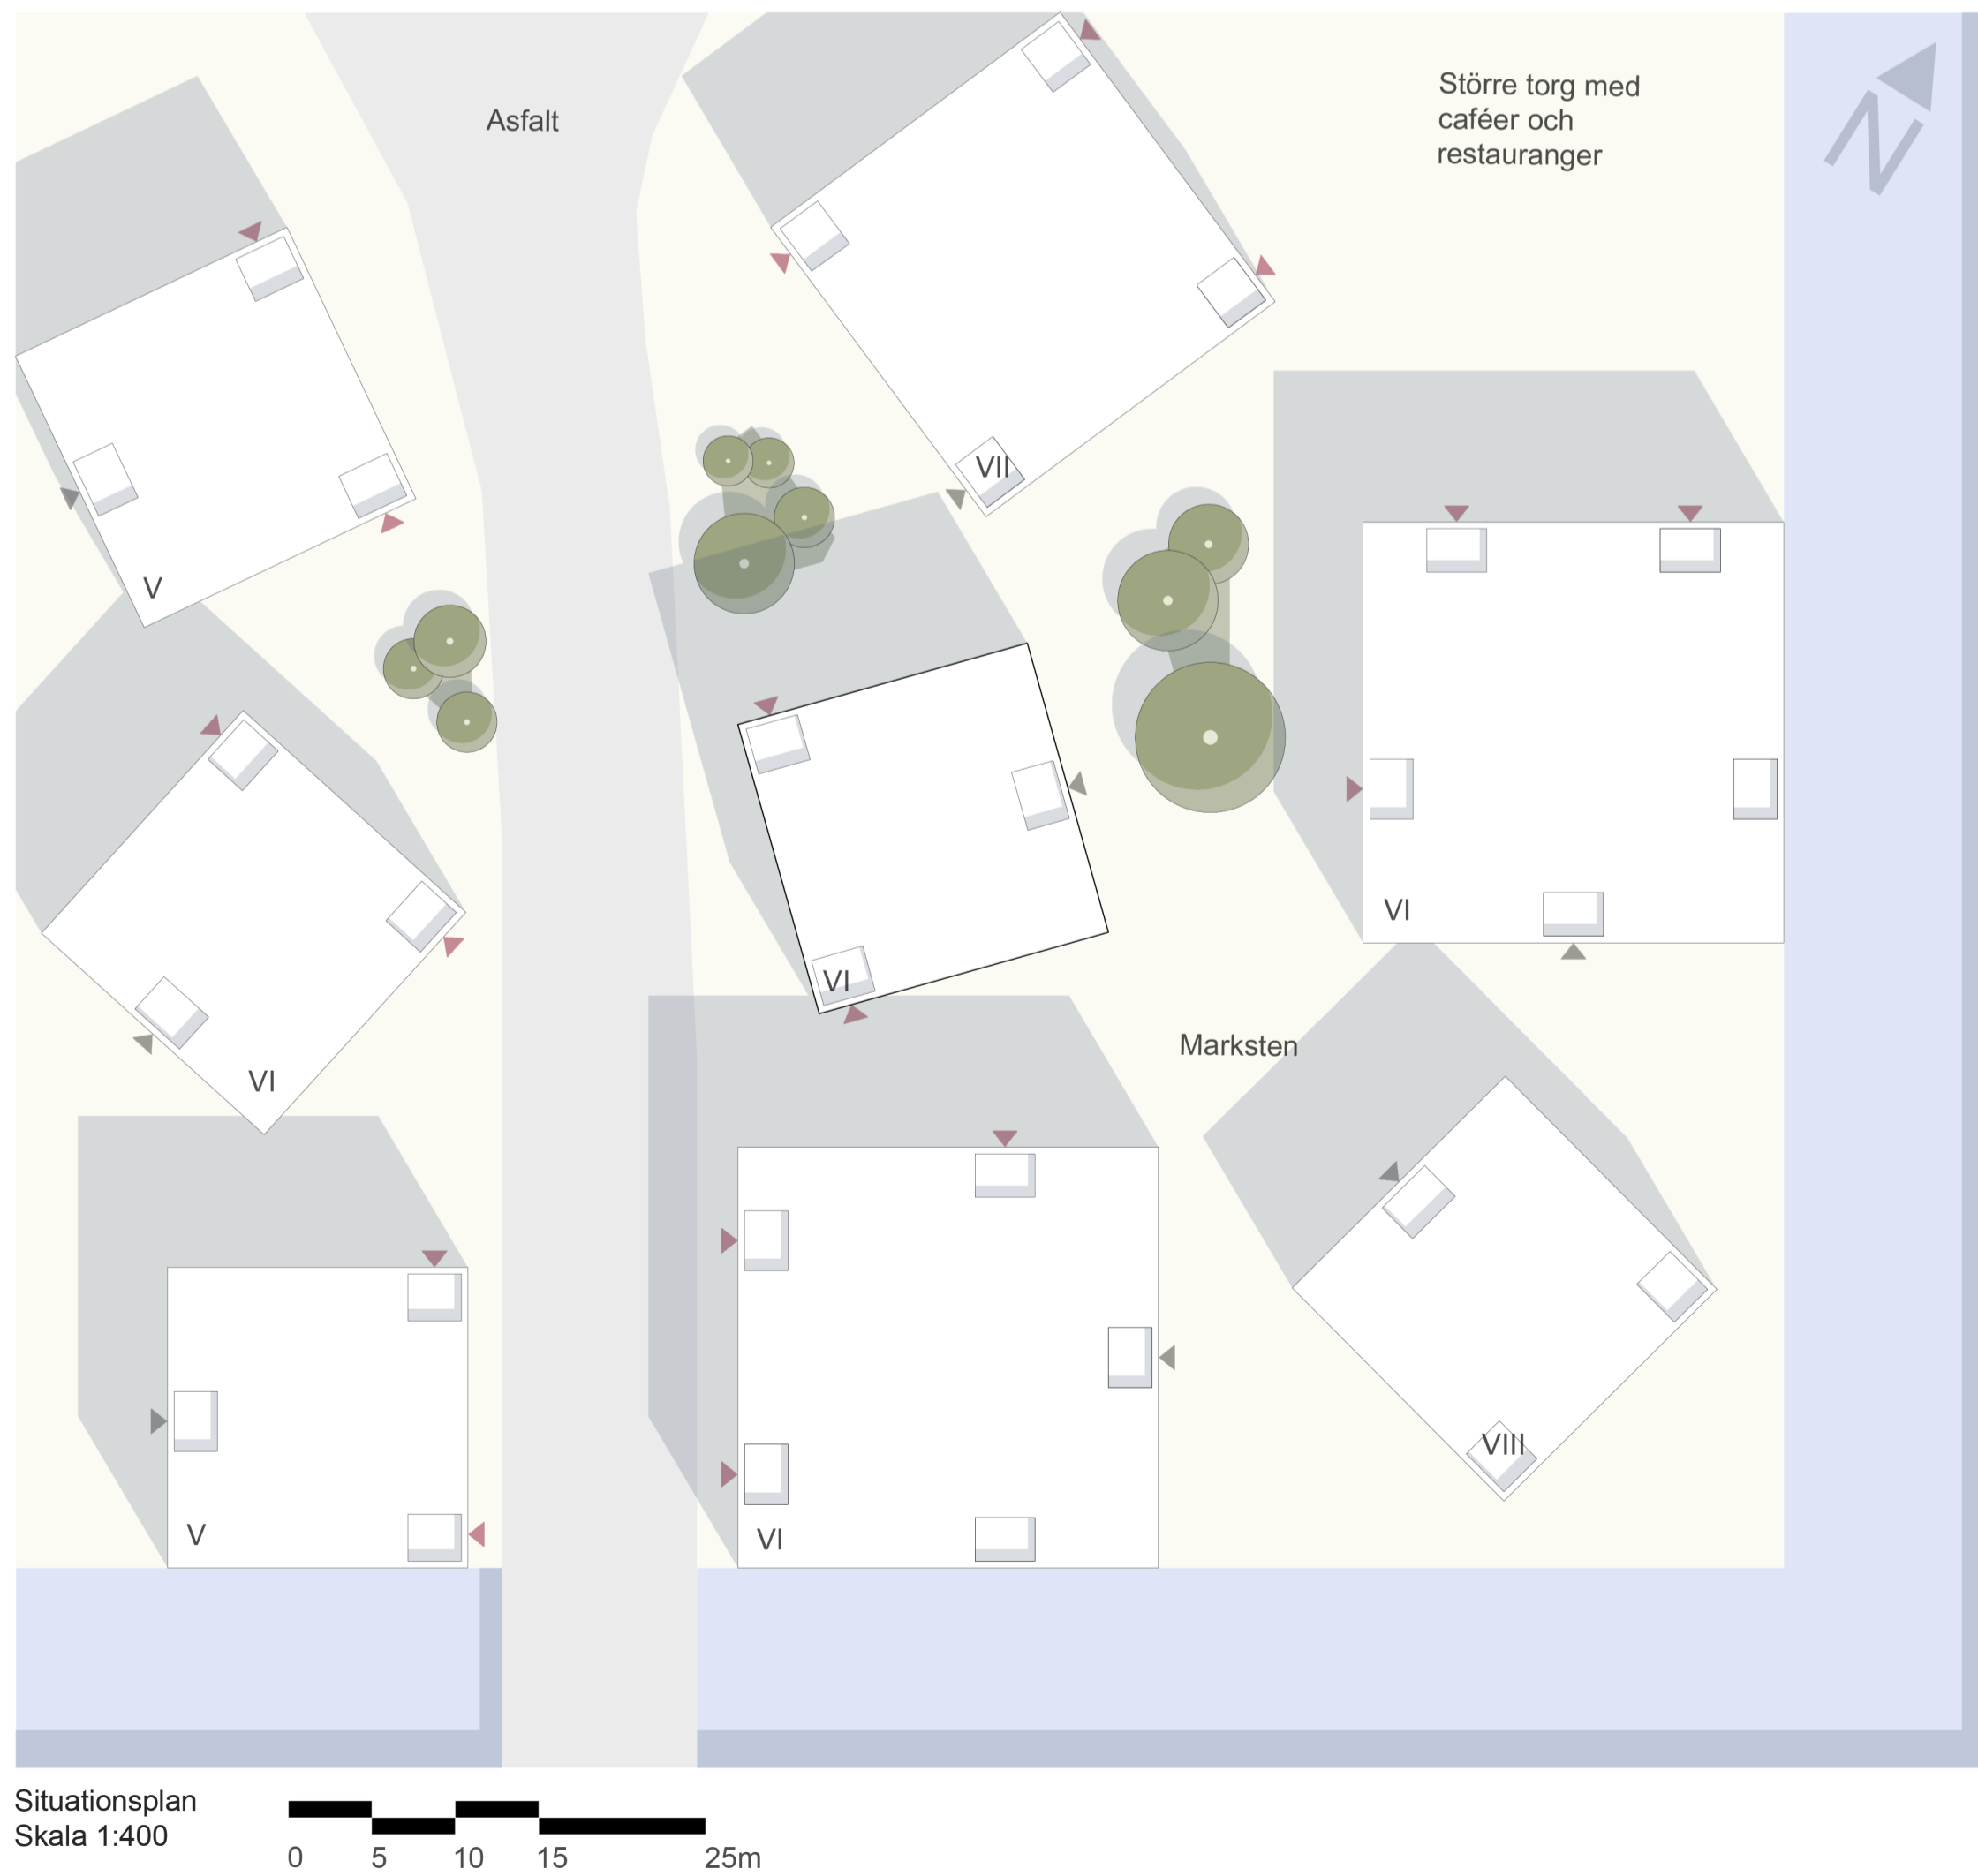 Större torg med
caféer och
restauranger
N
Asfalt
VII
V
VI
VI
VI
Marksten
VIII
V
VI
Situationsplan
Skala 1:400
0 5 10 15 25m